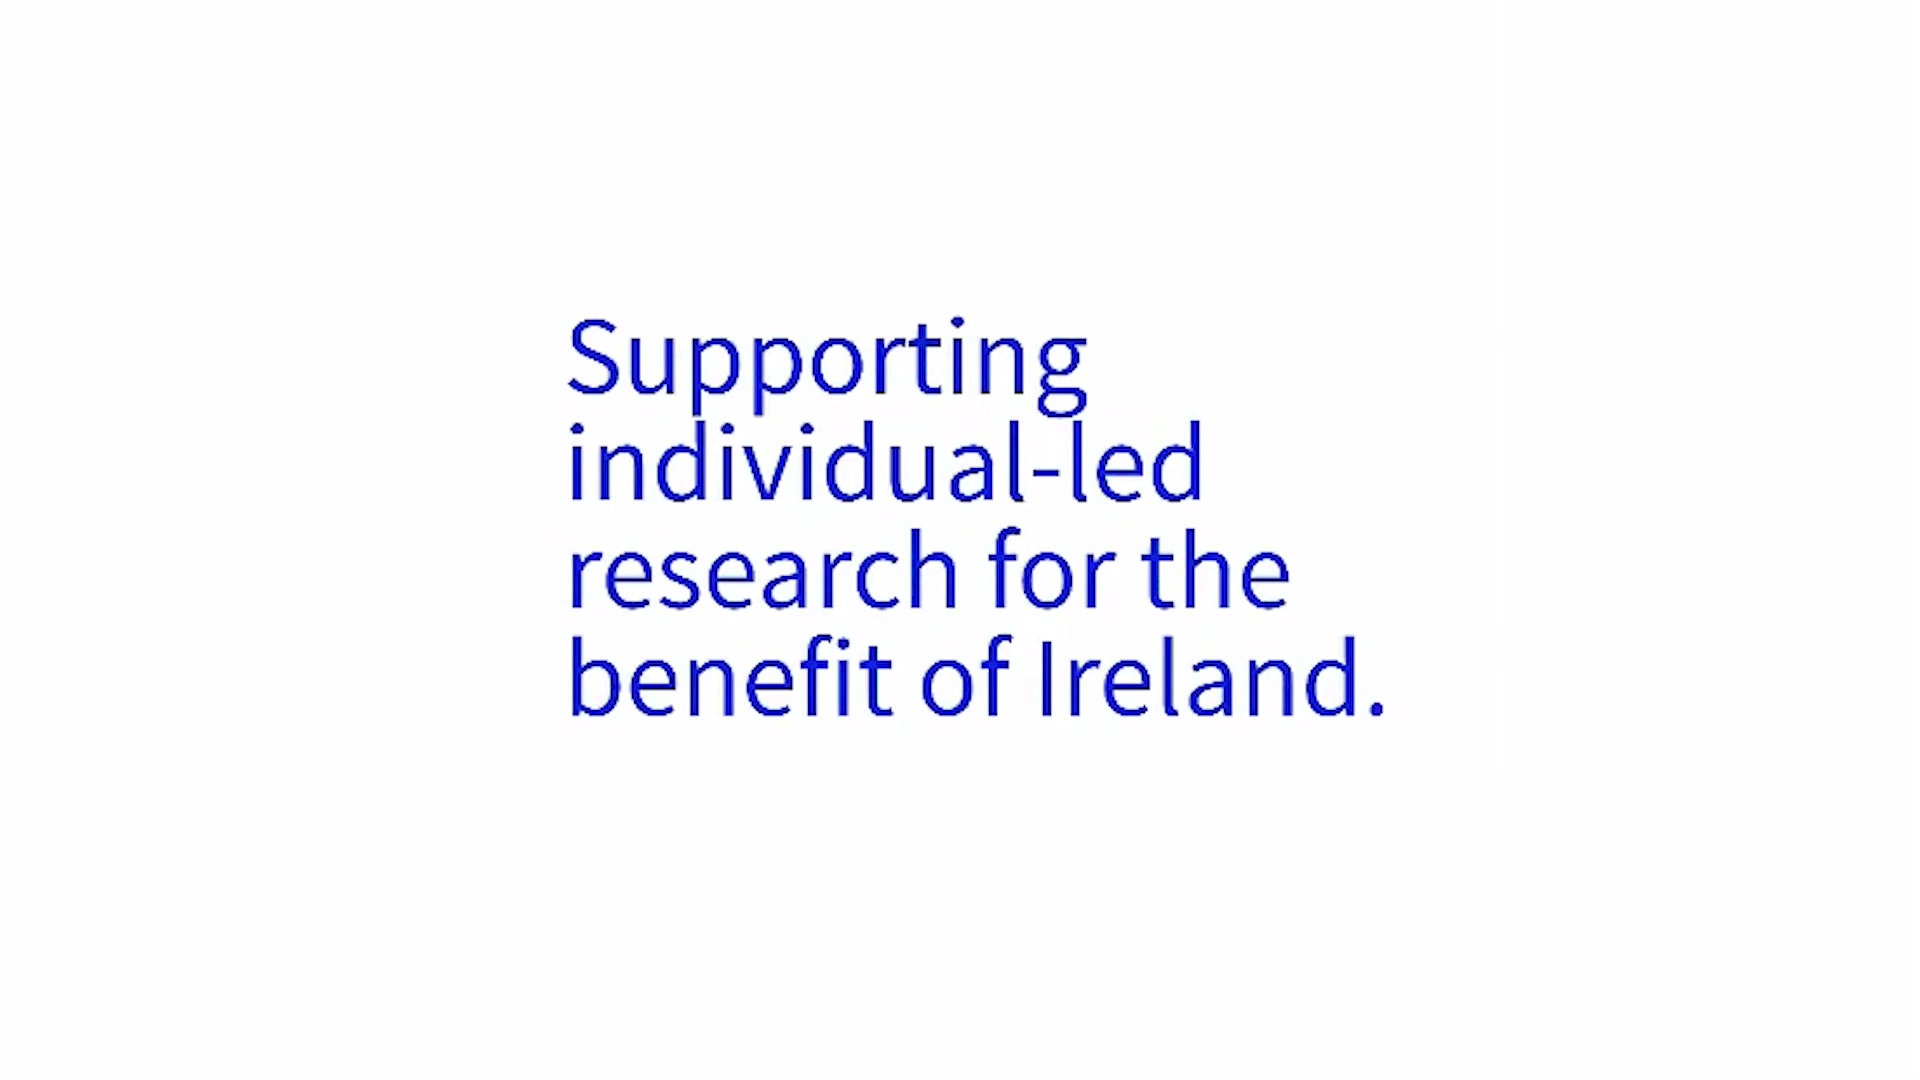 Supporting
individual-led
research for the
benefit of Ireland.